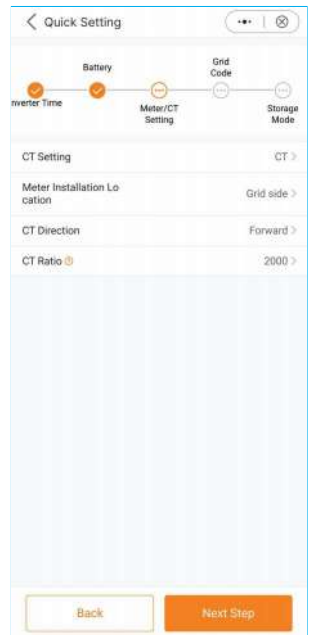 Quick Setting
Battery
Grid
Code
nverter Time
Meter/CT
Setting
Storage
Mode
CT Setting
CT
Meter Installation Lo
cation
Grid side
CT Direction
Forward
CT Ratio
2000
Back
Next Step